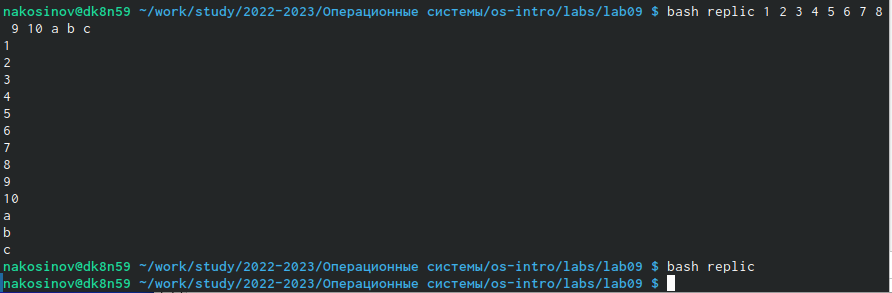 nakosinov@dk8n59 ~/work/study/2022-2023/Операционные системы/os-intro/labs/lab09 $ bash replic 1 2 3 4 5 6 7 8
9 10 a b c
1
2
3
4
5
6
7
8
9
10
a
b
c
nakosinov@dk8n59 ~/work/study/2022-2023/Операционные системы/os-intro/labs/lab09 $ bash replic
nakosinov@dk8n59 ~/work/study/2022-2023/Операционные системы/os-intro/labs/lab09 $